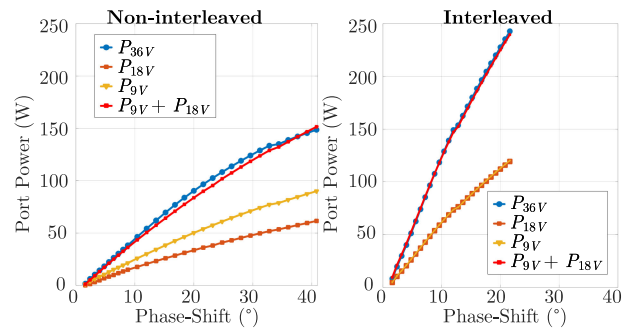 Non-interleaved
Interleaved
250
200
150
100
50
0
Port Power (W)
P36V
P18V
P9V
P9V + P18V
0
10
20
30
40
Phase-Shift (°)
250
200
150
100
50
0
Port Power (W)
P36V
P18V
P9V
P9V + P18V
0
10
20
30
40
Phase-Shift (°)